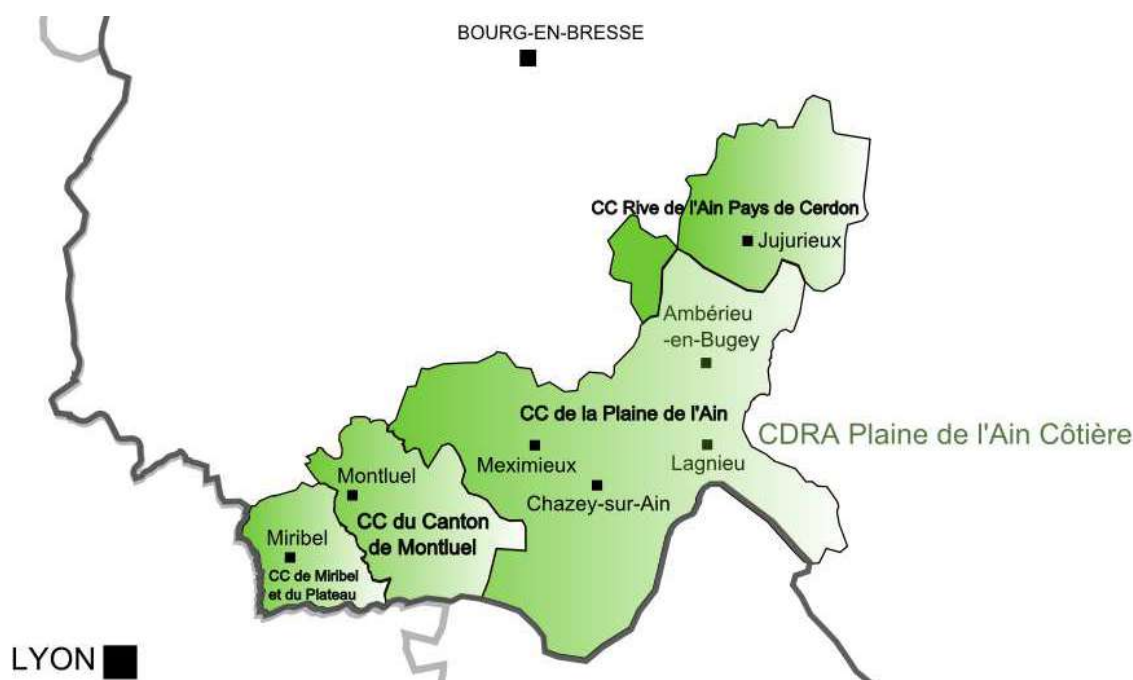 BOURG-EN-BRESSE
CC Rive de l'Ain Pays de Cerdon
Jujurieux
Ambérieu
-en-Bugey
CC de la Plaine de l'Ain
CDRA Plaine de l'Ain Côtière
Meximieux
Lagnieu
Montluel
Chazey-sur-Ain
CC du Canton
de Montluel
Miribel
CC de Miribel
et du Plateau
LYON